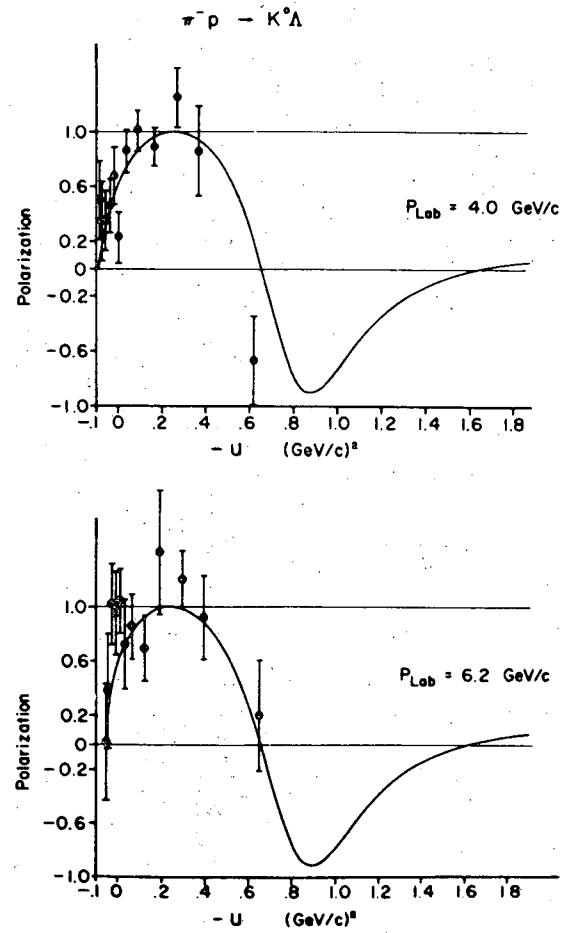 π⁻p → K⁰Λ
1.0
0.6
0.2
0
-0.2
-0.6
-1.0
Polarization
P Lab = 4.0 GeV/c
-.1 0 .2 .4 .6 .8 1.0 1.2 1.4 1.6 1.8
- U (GeV/c)²
1.0
0.6
0.2
0
-0.2
-0.6
-1.0
Polarization
P Lab = 6.2 GeV/c
-.1 0 .2 .4 .6 .8 1.0 1.2 1.4 1.6 1.8
- U (GeV/c)²